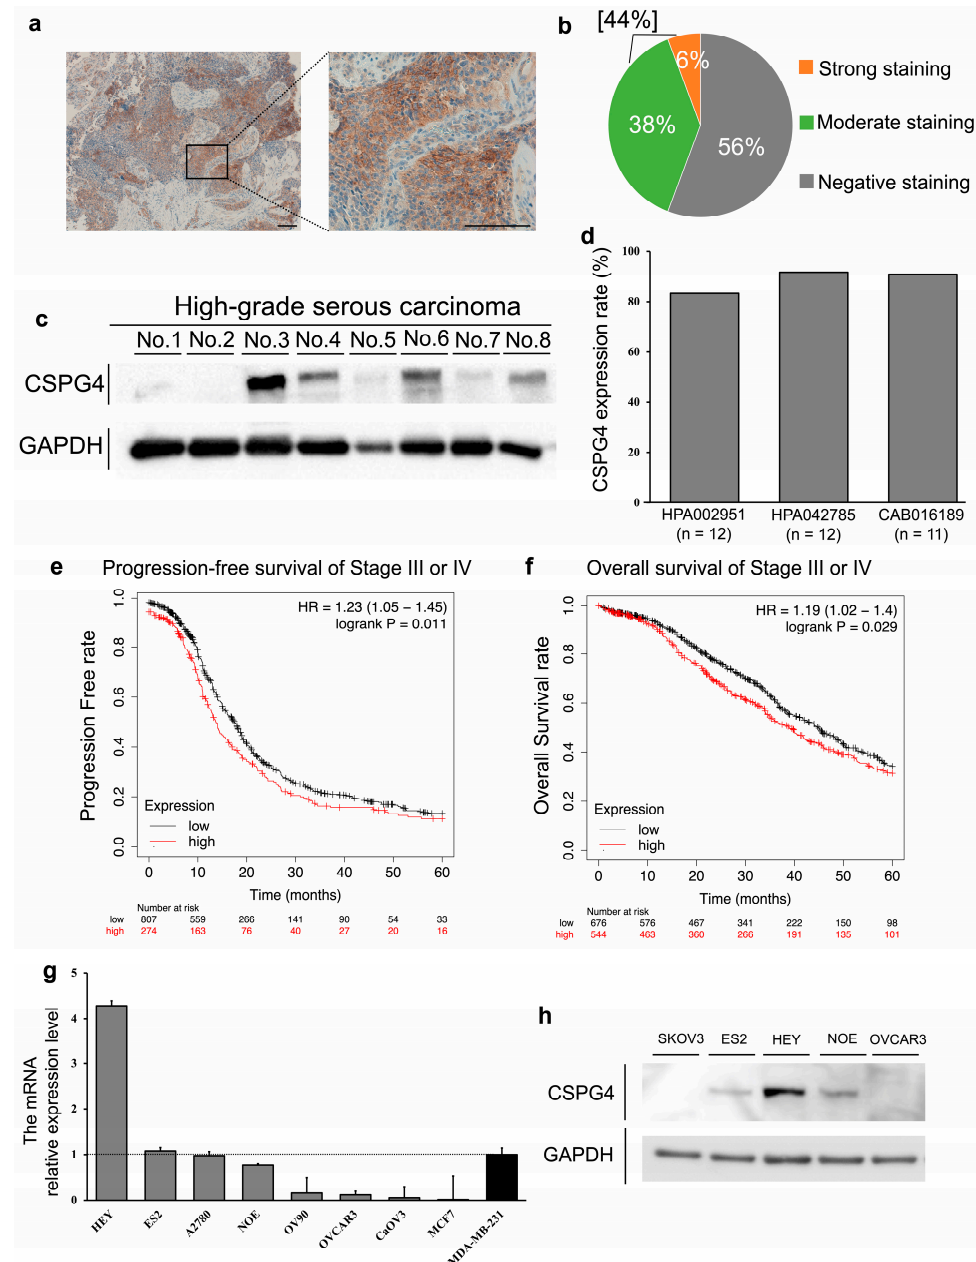 a
b
[44%]
6%
38%
56%
Strong staining
Moderate staining
Negative staining
c
High-grade serous carcinoma
No.1 No.2 No.3 No.4 No.5 No.6 No.7 No.8
CSPG4
GAPDH
d
CSPG4 expression rate (%)
100
80
60
40
20
0
HPA002951 HPA042785 CAB016189
(n = 12) (n = 12) (n = 11)
e Progression-free survival of Stage III or IV
HR = 1.23 (1.05 − 1.45)
logrank P = 0.011
Progression Free rate
1.0
0.8
0.6
0.4
0.2
0.0
Expression
low
high
0 10 20 30 40 50 60
Time (months)
Number at risk
low 807 559 266 141 90 54 33
high 274 163 76 40 27 20 16
f Overall survival of Stage III or IV
HR = 1.19 (1.02 − 1.4)
logrank P = 0.029
Overall Survival rate
1.0
0.8
0.6
0.4
0.2
0.0
Expression
low
high
0 10 20 30 40 50 60
Time (months)
Number at risk
low 676 576 467 341 222 150 98
high 544 463 360 266 191 135 101
g
The mRNA
relative expression level
5
4
3
2
1
0
HEY ES2 A2780 NOE OV90 OVCAR3 CaOV3 MCF7 MDA-MB-231
h
SKOV3 ES2 HEY NOE OVCAR3
CSPG4
GAPDH